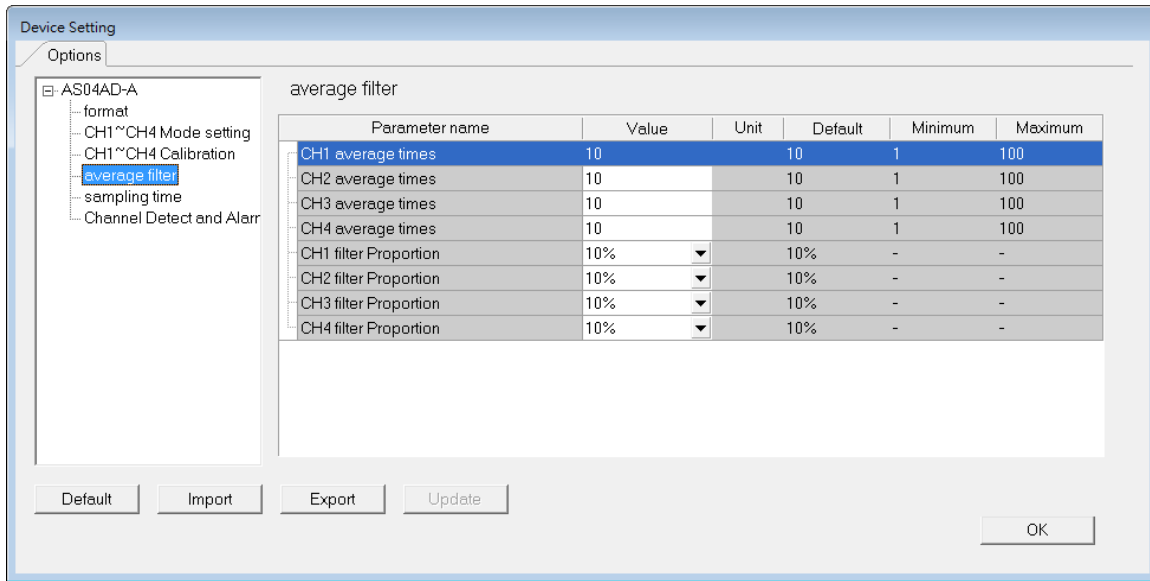 Device Setting
Options
AS04AD-A
format
CH1~CH4 Mode setting
CH1~CH4 Calibration
average filter
sampling time
Channel Detect and Alarr
average filter
Parameter name Value Unit Default Minimum Maximum
CH1 average times 10 10 1 100
CH2 average times 10 10 1 100
CH3 average times 10 10 1 100
CH4 average times 10 10 1 100
CH1 filter Proportion 10% 10% - -
CH2 filter Proportion 10% 10% - -
CH3 filter Proportion 10% 10% - -
CH4 filter Proportion 10% 10% - -
Default Import Export Update
OK